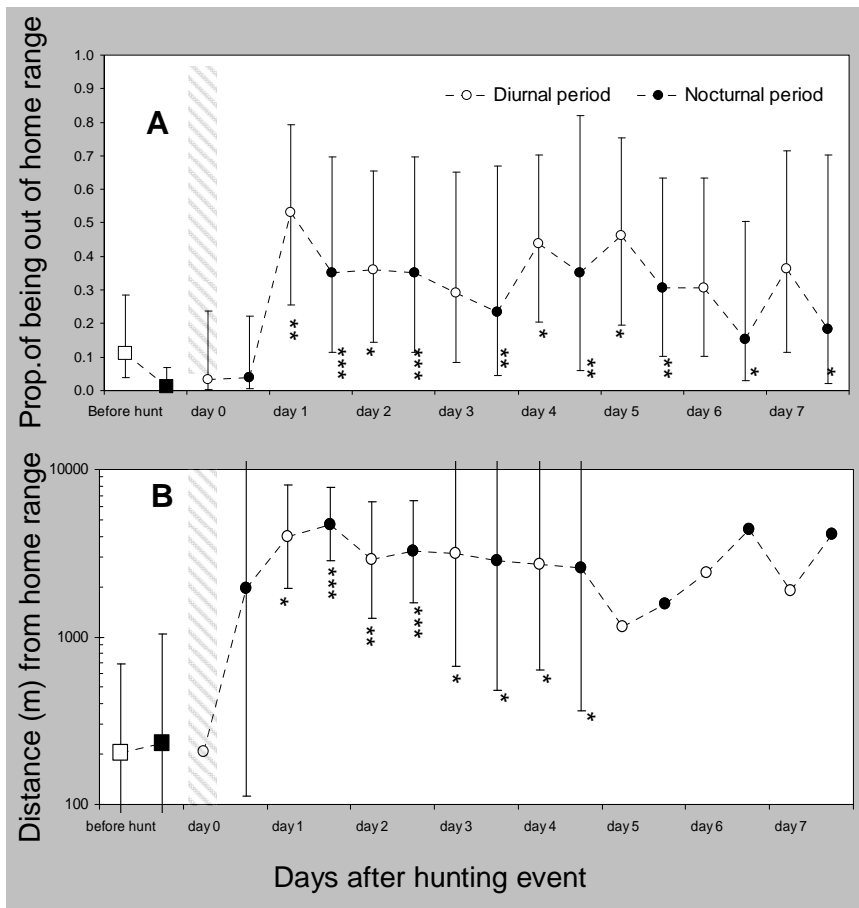 Prop.of being out of home range
1.0
0.9
0.8
0.7
0.6
0.5
0.4
0.3
0.2
0.1
0.0
A
Diurnal period
Nocturnal period
**
***
*
***
**
*
**
*
**
*
*
Before hunt
day 0
day 1
day 2
day 3
day 4
day 5
day 6
day 7
Distance (m) from home range
10000
1000
100
B
*
***
**
***
*
*
*
*
before hunt
day 0
day 1
day 2
day 3
day 4
day 5
day 6
day 7
Days after hunting event